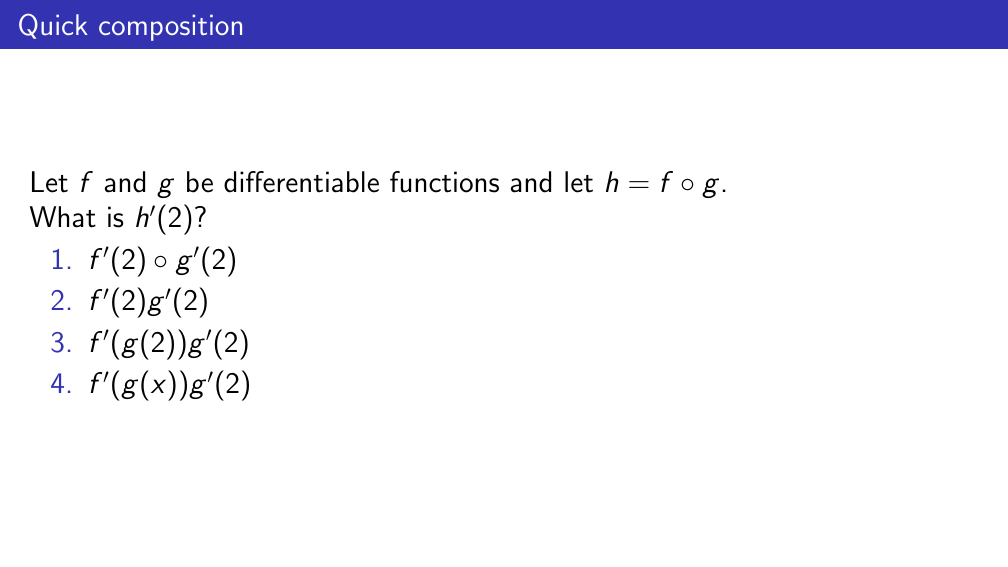 Quick composition
Let f and g be differentiable functions and let h = f ∘ g.
What is h′(2)?
1. f′(2) ∘ g′(2)
2. f′(2)g′(2)
3. f′(g(2))g′(2)
4. f′(g(x))g′(2)